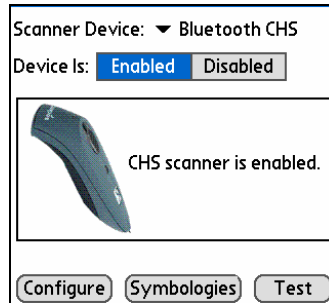 Scanner Device: Bluetooth CHS
Device Is: Enabled Disabled
CHS scanner is enabled.
Configure Symbologies Test